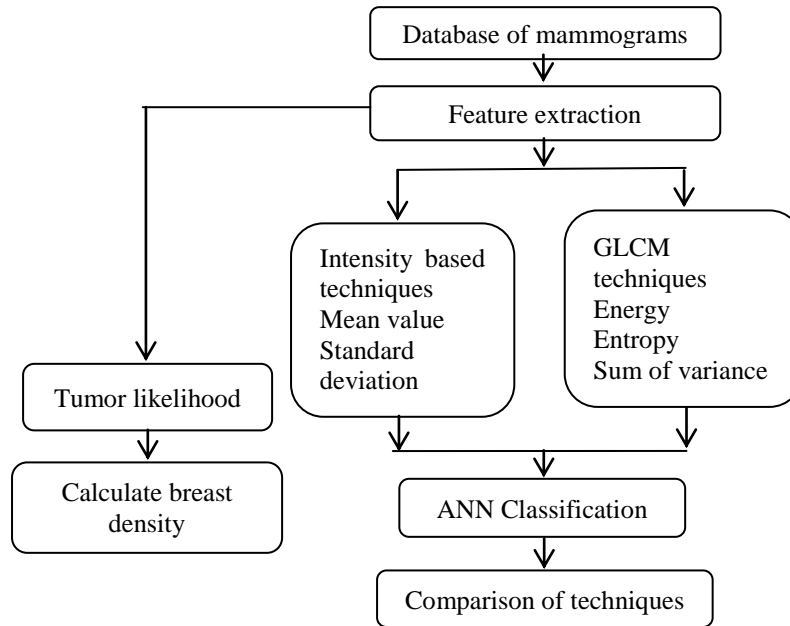 Database of mammograms
Feature extraction
Intensity based
techniques
Mean value
Standard
deviation
GLCM
techniques
Energy
Entropy
Sum of variance
Tumor likelihood
Calculate breast
density
ANN Classification
Comparison of techniques